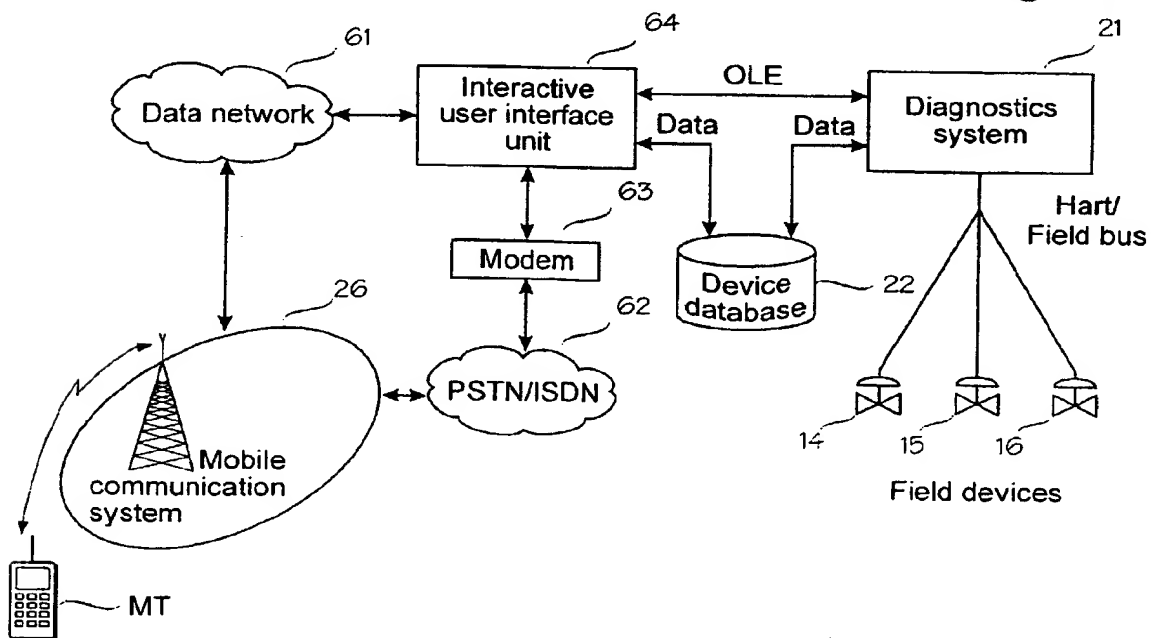 61
64
21
Data network
Interactive
user interface
unit
OLE
Data
Data
Diagnostics
system
63
Modem
Hart/
Field bus
Device
database
22
26
62
PSTN/ISDN
Mobile
communication
system
14
15
16
Field devices
MT